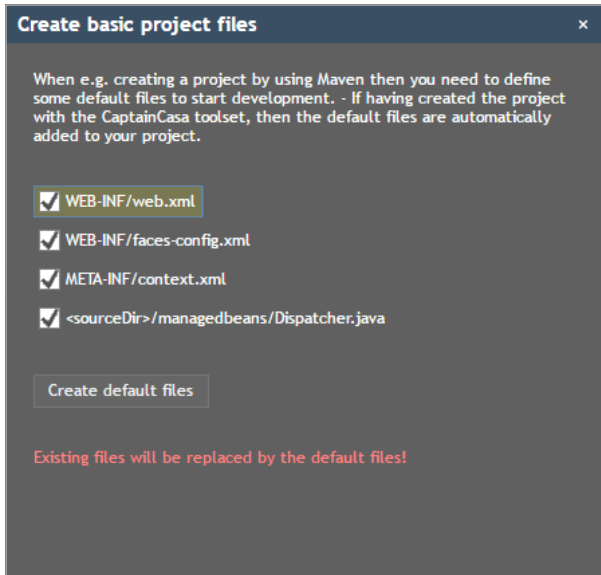 Create basic project files ×
When e.g. creating a project by using Maven then you need to define
some default files to start development. - If having created the project
with the CaptainCasa toolset, then the default files are automatically
added to your project.
WEB-INF/web.xml
WEB-INF/faces-config.xml
META-INF/context.xml
<sourceDir>/managedbeans/Dispatcher.java
Create default files
Existing files will be replaced by the default files!